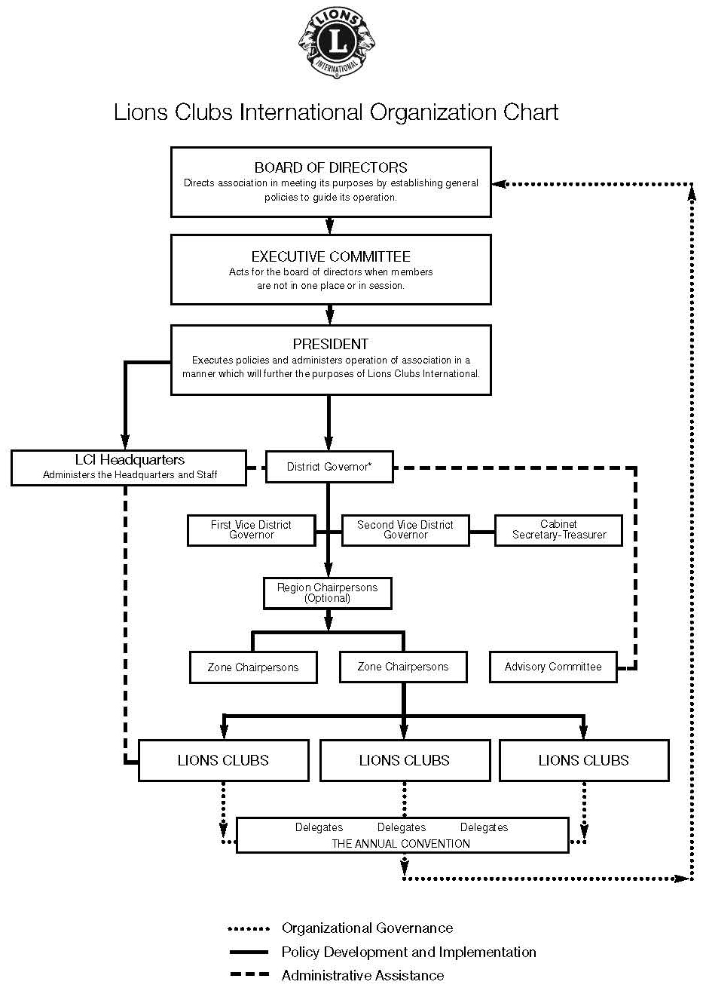 LIONS
L
INTERNATIONAL
®
Lions Clubs International Organization Chart
BOARD OF DIRECTORS
Directs association in meeting its purposes by establishing general
policies to guide its operation.
EXECUTIVE COMMITTEE
Acts for the board of directors when members
are not in one place or in session.
PRESIDENT
Executes policies and administers operation of association in a
manner which will further the purposes of Lions Clubs International.
LCI Headquarters
Administers the Headquarters and Staff
District Governor*
First Vice District
Governor
Second Vice District
Governor
Cabinet
Secretary-Treasurer
Region Chairpersons
(Optional)
Zone Chairpersons
Zone Chairpersons
Advisory Committee
LIONS CLUBS
LIONS CLUBS
LIONS CLUBS
Delegates Delegates Delegates
THE ANNUAL CONVENTION
Organizational Governance
Policy Development and Implementation
Administrative Assistance